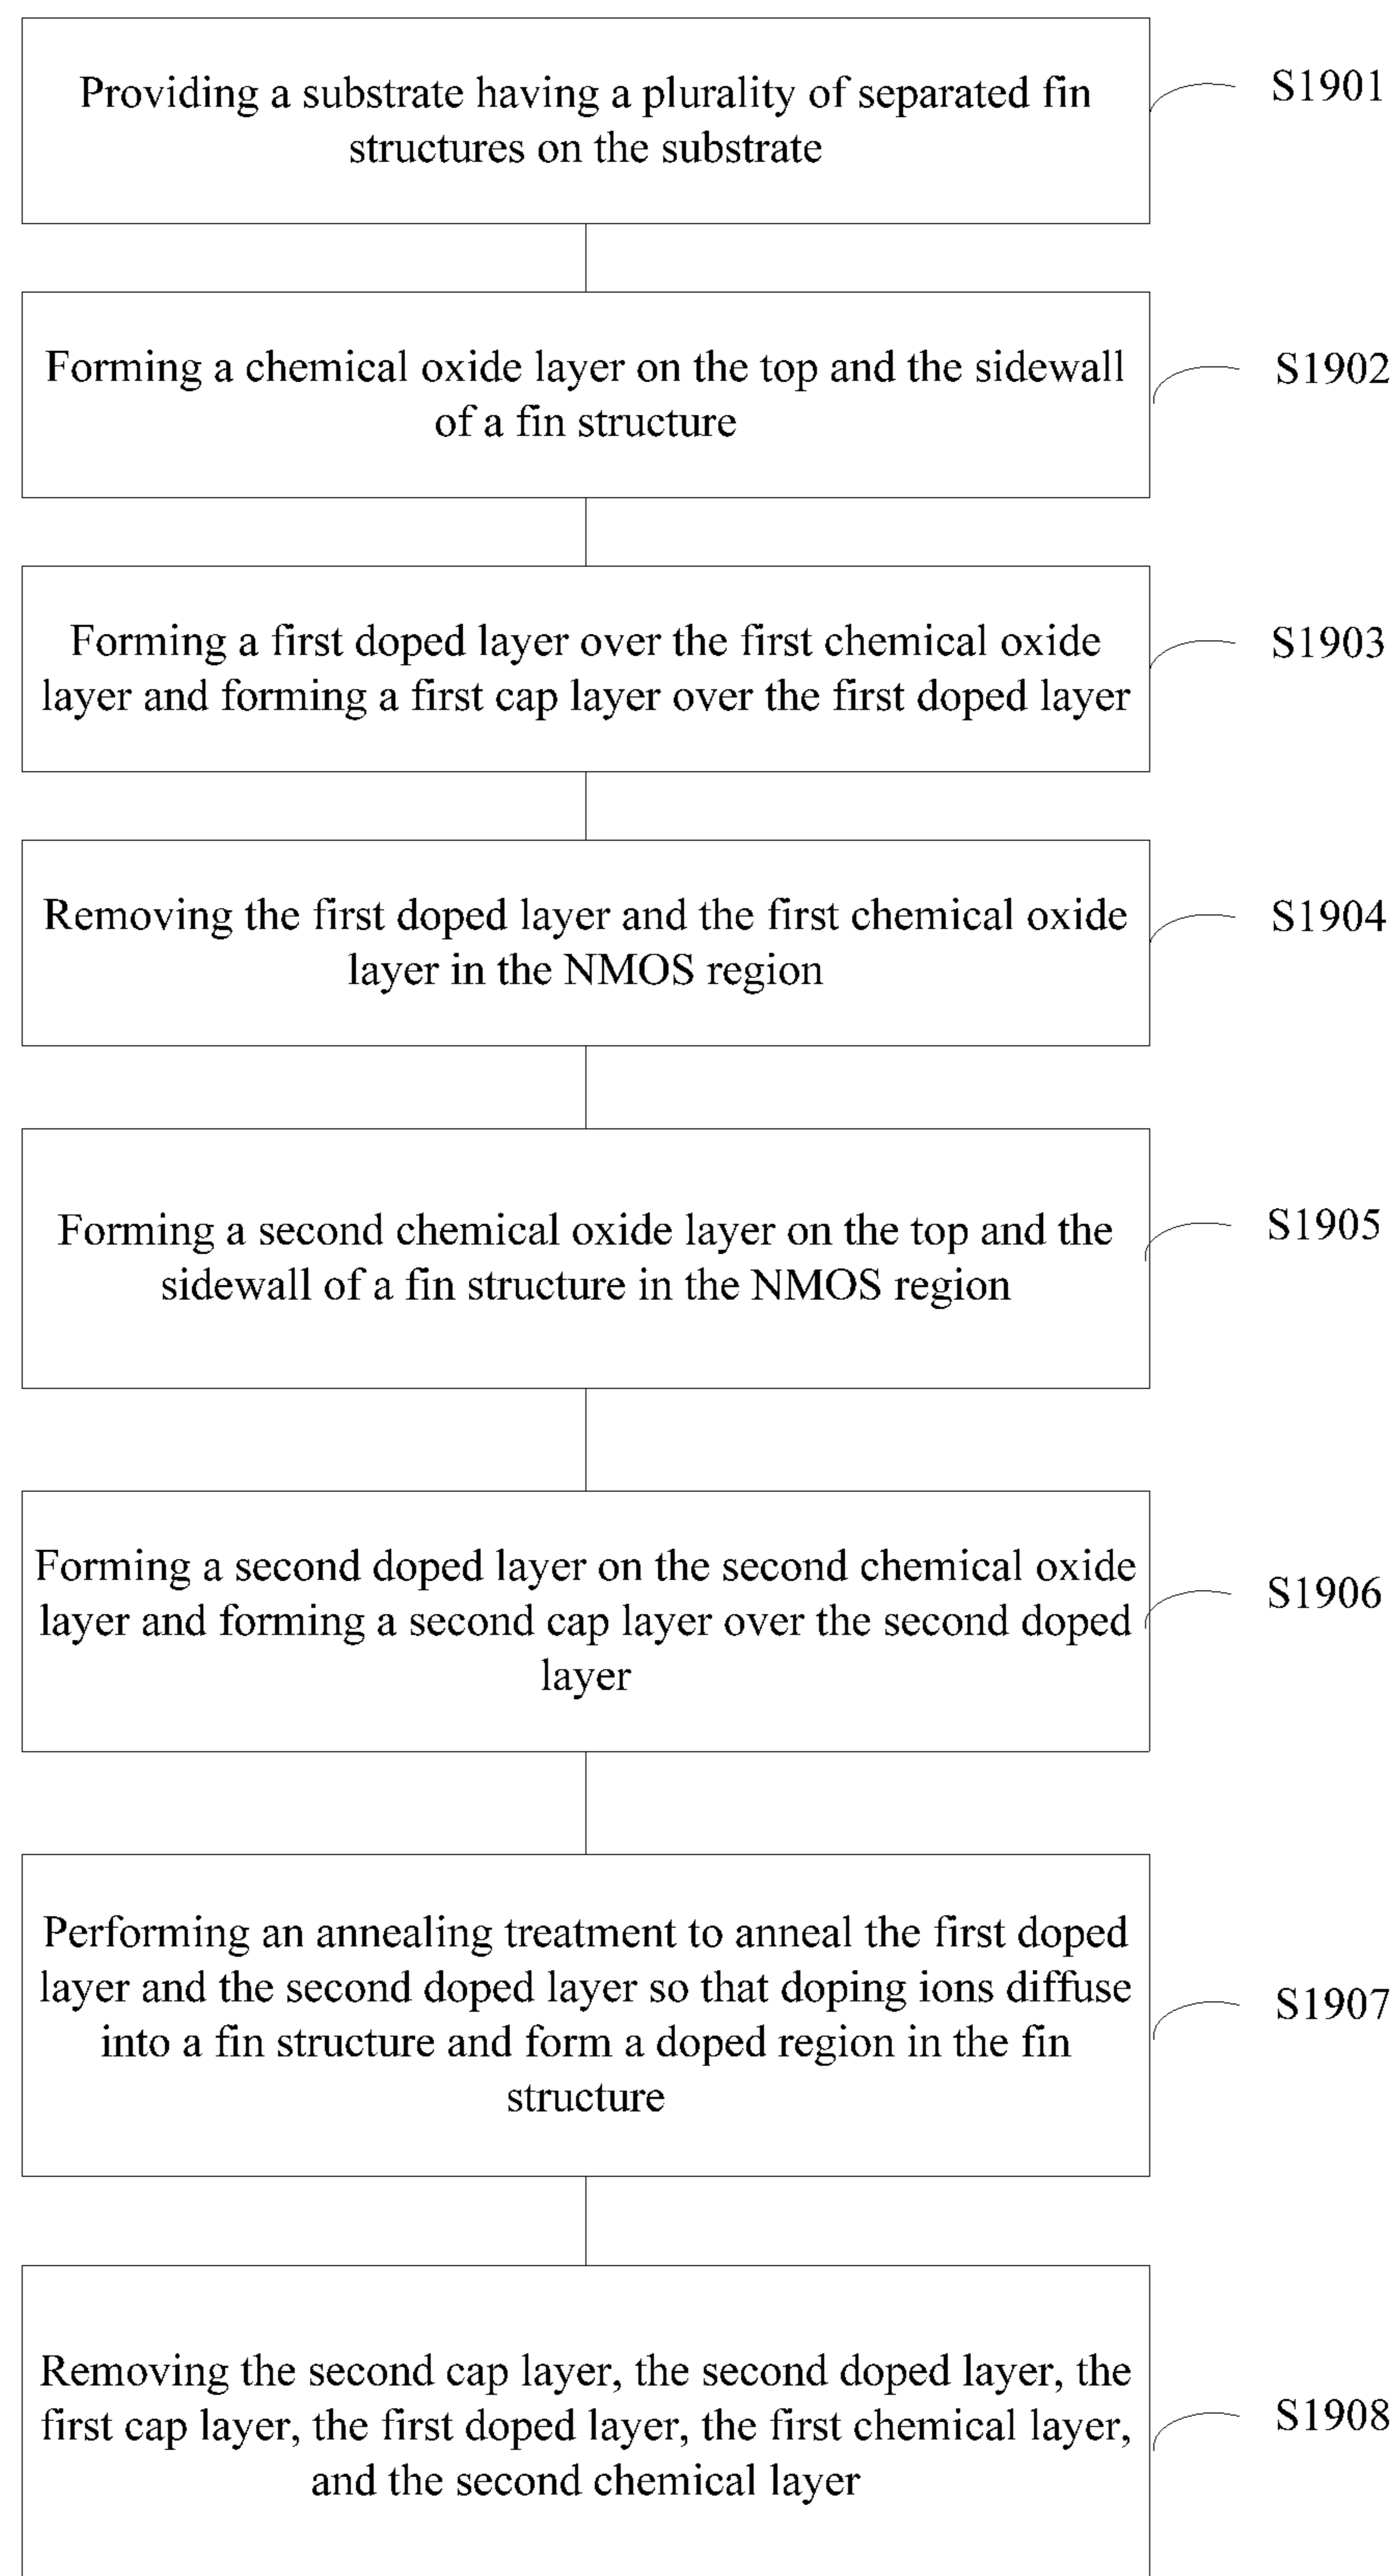 Providing a substrate having a plurality of separated fin
structures on the substrate
S1901
Forming a chemical oxide layer on the top and the sidewall
of a fin structure
S1902
Forming a first doped layer over the first chemical oxide
layer and forming a first cap layer over the first doped layer
S1903
Removing the first doped layer and the first chemical oxide
layer in the NMOS region
S1904
Forming a second chemical oxide layer on the top and the
sidewall of a fin structure in the NMOS region
S1905
Forming a second doped layer on the second chemical oxide
layer and forming a second cap layer over the second doped
layer
S1906
Performing an annealing treatment to anneal the first doped
layer and the second doped layer so that doping ions diffuse
into a fin structure and form a doped region in the fin
structure
S1907
Removing the second cap layer, the second doped layer, the
first cap layer, the first doped layer, the first chemical layer,
and the second chemical layer
S1908